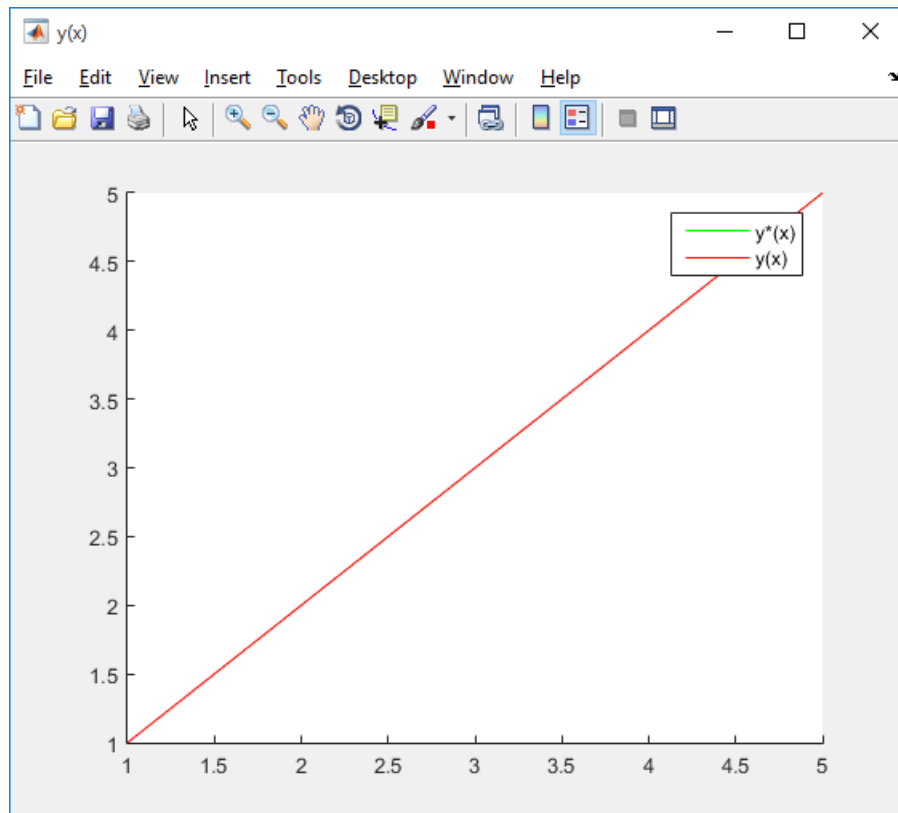 y(x)
File Edit View Insert Tools Desktop Window Help
5
4.5
4
3.5
3
2.5
2
1.5
1
y*(x)
y(x)
1 1.5 2 2.5 3 3.5 4 4.5 5